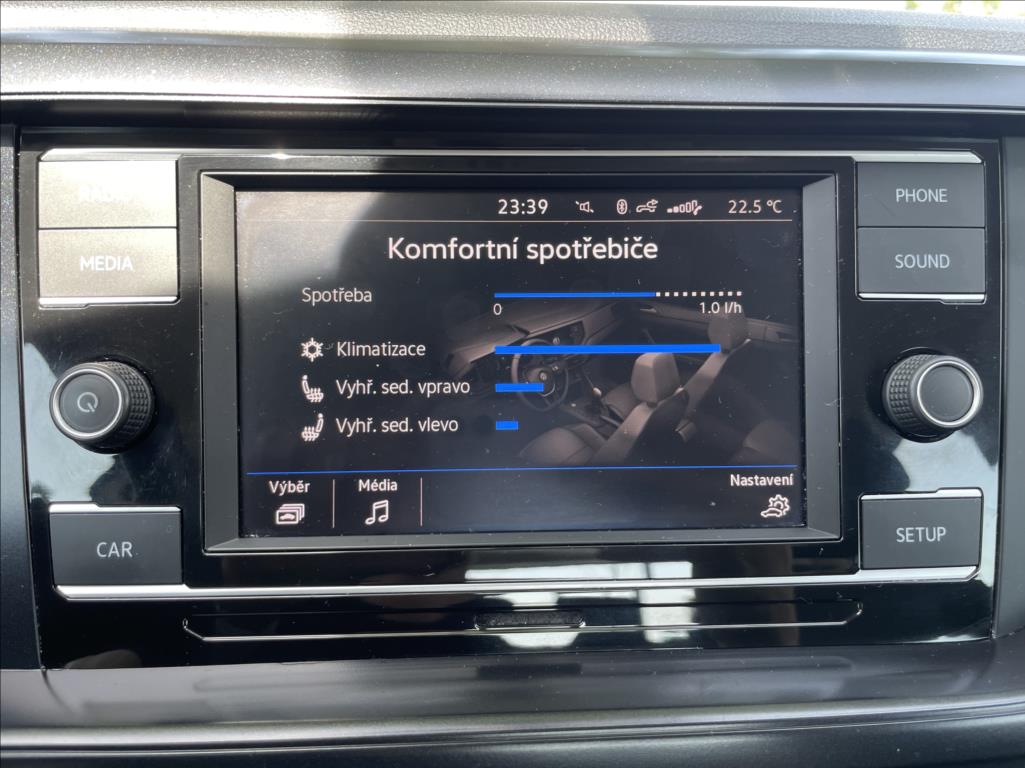 RADIO
MEDIA
23:39 22.5 °C
Komfortní spotřebiče
Spotřeba
0 1.0 l/h
Klimatizace
Vyhř. sed. vpravo
Vyhř. sed. vlevo
Výběr Média Nastavení
PHONE
SOUND
CAR
SETUP